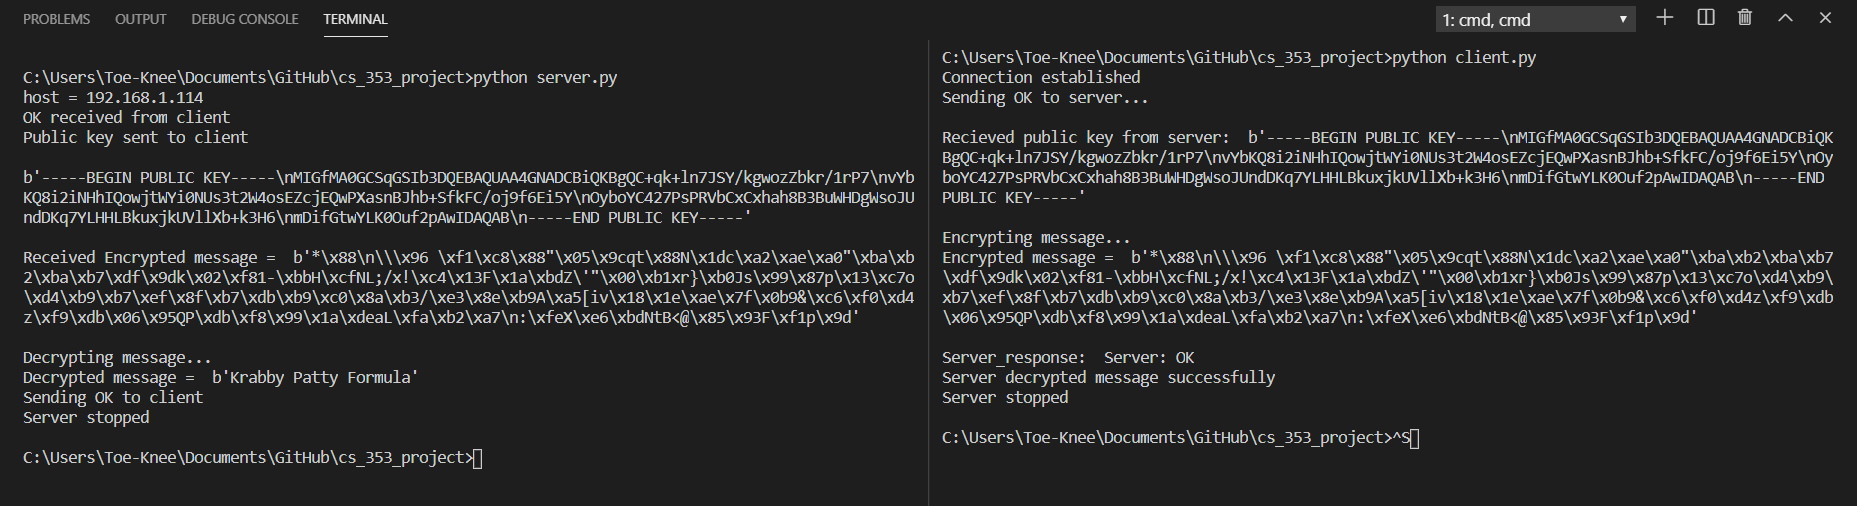 PROBLEMS OUTPUT DEBUG CONSOLE TERMINAL
1: cmd, cmd
C:\Users\Toe-Knee\Documents\GitHub\cs_353_project>python server.py
host = 192.168.1.114
OK received from client
Public key sent to client
b'-----BEGIN PUBLIC KEY-----\nMIGfMA0GCSqGSIb3DQEBAQUAA4GNADCBiQKBgQC+qk+ln7JSY/kgwozZbkr/1rP7\nvYb
KQ8i2iNHhIQowjtWYi0NUs3t2W4osEZcjEQwPXasnBJhb+SfkFC/oj9f6Ei5Y\nOyboYC427PsPRVbCxCxhah8B3BuWHDgWsoJU
ndDKq7YLHHLBkuxjkUVllXb+k3H6\nmDifGtwYLK0Ouf2pAwIDAQAB\n-----END PUBLIC KEY-----'
Received Encrypted message =  b'*\x88\n\\\x96 \xf1\xc8\x88"\x05\x9cqt\x88N\x1dc\xa2\xae\xa0"\xba\xb
2\xba\xb7\xdf\x9dk\x02\xf81-\xbbH\xcfNL;/x!\xc4\x13F\x1a\xbdZ\'"\x00\xb1xr}\xb0Js\x99\x87p\x13\xc7o
\xd4\xb9\xb7\xef\x8f\xb7\xdb\xb9\xc0\x8a\xb3/\xe3\x8e\xb9A\xa5[iv\x18\x1e\xae\x7f\x0b9&\xc6\xf0\xd4
z\xf9\xdb\x06\x95QP\xdb\xf8\x99\x1a\xdeaL\xfa\xb2\xa7\n:\xfeX\xe6\xbdNtB<@\x85\x93F\xf1p\x9d'
Decrypting message...
Decrypted message =  b'Krabby Patty Formula'
Sending OK to client
Server stopped
C:\Users\Toe-Knee\Documents\GitHub\cs_353_project>
C:\Users\Toe-Knee\Documents\GitHub\cs_353_project>python client.py
Connection established
Sending OK to server...
Recieved public key from server:  b'-----BEGIN PUBLIC KEY-----\nMIGfMA0GCSqGSIb3DQEBAQUAA4GNADCBiQK
BgQC+qk+ln7JSY/kgwozZbkr/1rP7\nvYbKQ8i2iNHhIQowjtWYi0NUs3t2W4osEZcjEQwPXasnBJhb+SfkFC/oj9f6Ei5Y\nOy
boYC427PsPRVbCxCxhah8B3BuWHDgWsoJUndDKq7YLHHLBkuxjkUVllXb+k3H6\nmDifGtwYLK0Ouf2pAwIDAQAB\n-----END
PUBLIC KEY-----'
Encrypting message...
Encrypted message =  b'*\x88\n\\\x96 \xf1\xc8\x88"\x05\x9cqt\x88N\x1dc\xa2\xae\xa0"\xba\xb2\xba\xb7
\xdf\x9dk\x02\xf81-\xbbH\xcfNL;/x!\xc4\x13F\x1a\xbdZ\'"\x00\xb1xr}\xb0Js\x99\x87p\x13\xc7o\xd4\xb9\
xb7\xef\x8f\xb7\xdb\xb9\xc0\x8a\xb3/\xe3\x8e\xb9A\xa5[iv\x18\x1e\xae\x7f\x0b9&\xc6\xf0\xd4z\xf9\xdb
\x06\x95QP\xdb\xf8\x99\x1a\xdeaL\xfa\xb2\xa7\n:\xfeX\xe6\xbdNtB<@\x85\x93F\xf1p\x9d'
Server_response:  Server: OK
Server decrypted message successfully
Server stopped
C:\Users\Toe-Knee\Documents\GitHub\cs_353_project>^S